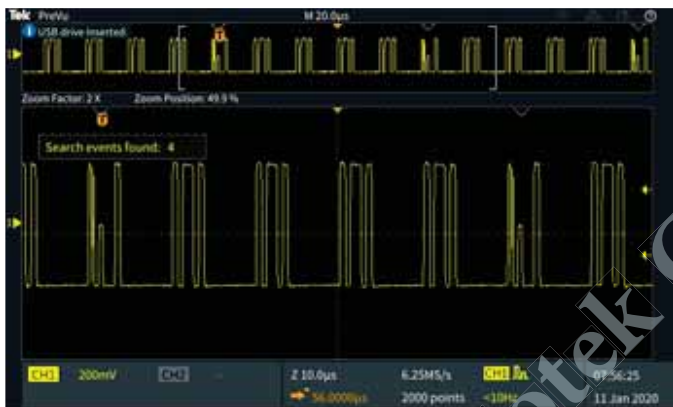 Tek PreVu M 20.0µs
USB drive inserted.
Zoom Factor: 2 X Zoom Position: 49.9 %
Search events found: 4
CH1 200mV CH2 Z 10.0µs 6.25MS/s CH1 07:56:25
56.0000µs 2000 points <10Hz 11 Jan 2020